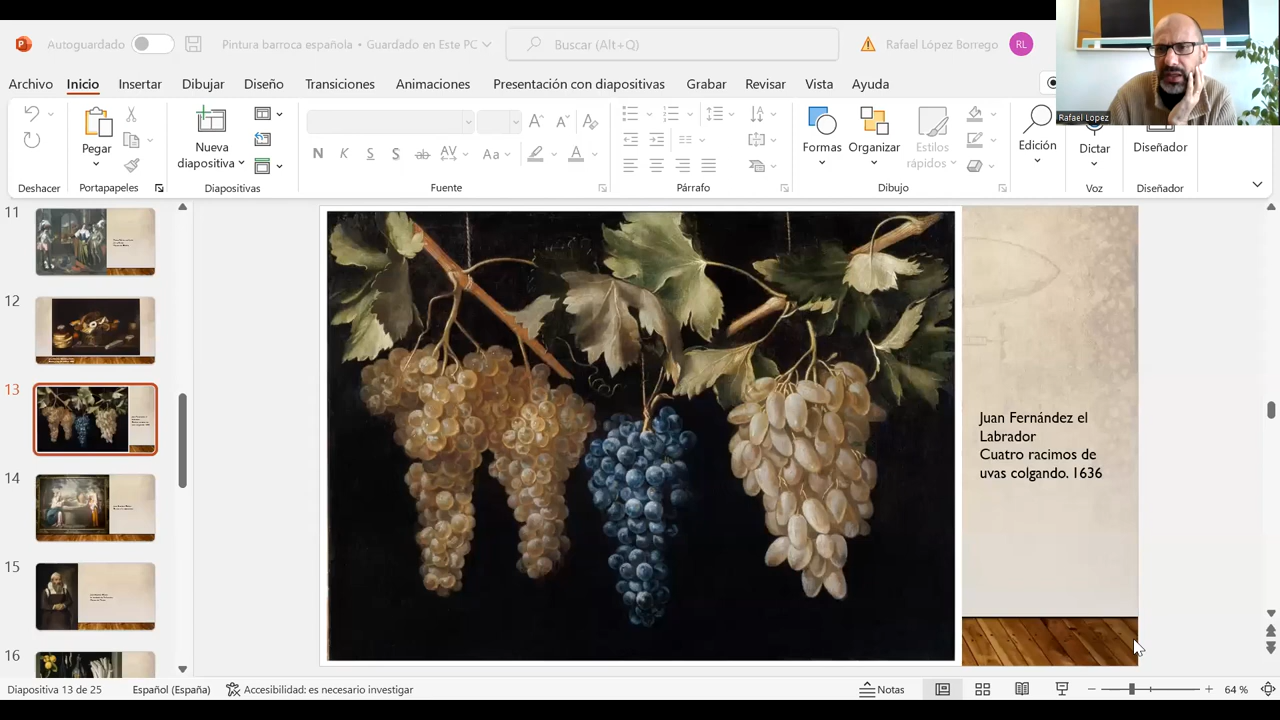 Autoguardado
Pintura barroca española • Guardado en Este PC
Buscar (Alt+Q)
Rafael López Borrego
RL
Rafael Lopez
Archivo
Inicio
Insertar
Dibujar
Diseño
Transiciones
Animaciones
Presentación con diapositivas
Grabar
Revisar
Vista
Ayuda
Pegar
Nueva
diapositiva
N
K
S
S
ab
AV
Aa
A
Formas
Organizar
Estilos
rápidos
Edición
Dictar
Diseñador
Deshacer
Portapapeles
Diapositivas
Fuente
Párrafo
Dibujo
Voz
Diseñador
11
12
13
14
15
16
Juan Fernández el
Labrador
Cuatro racimos de
uvas colgando. 1636
Diapositiva 13 de 25
Español (España)
Accesibilidad: es necesario investigar
Notas
64 %